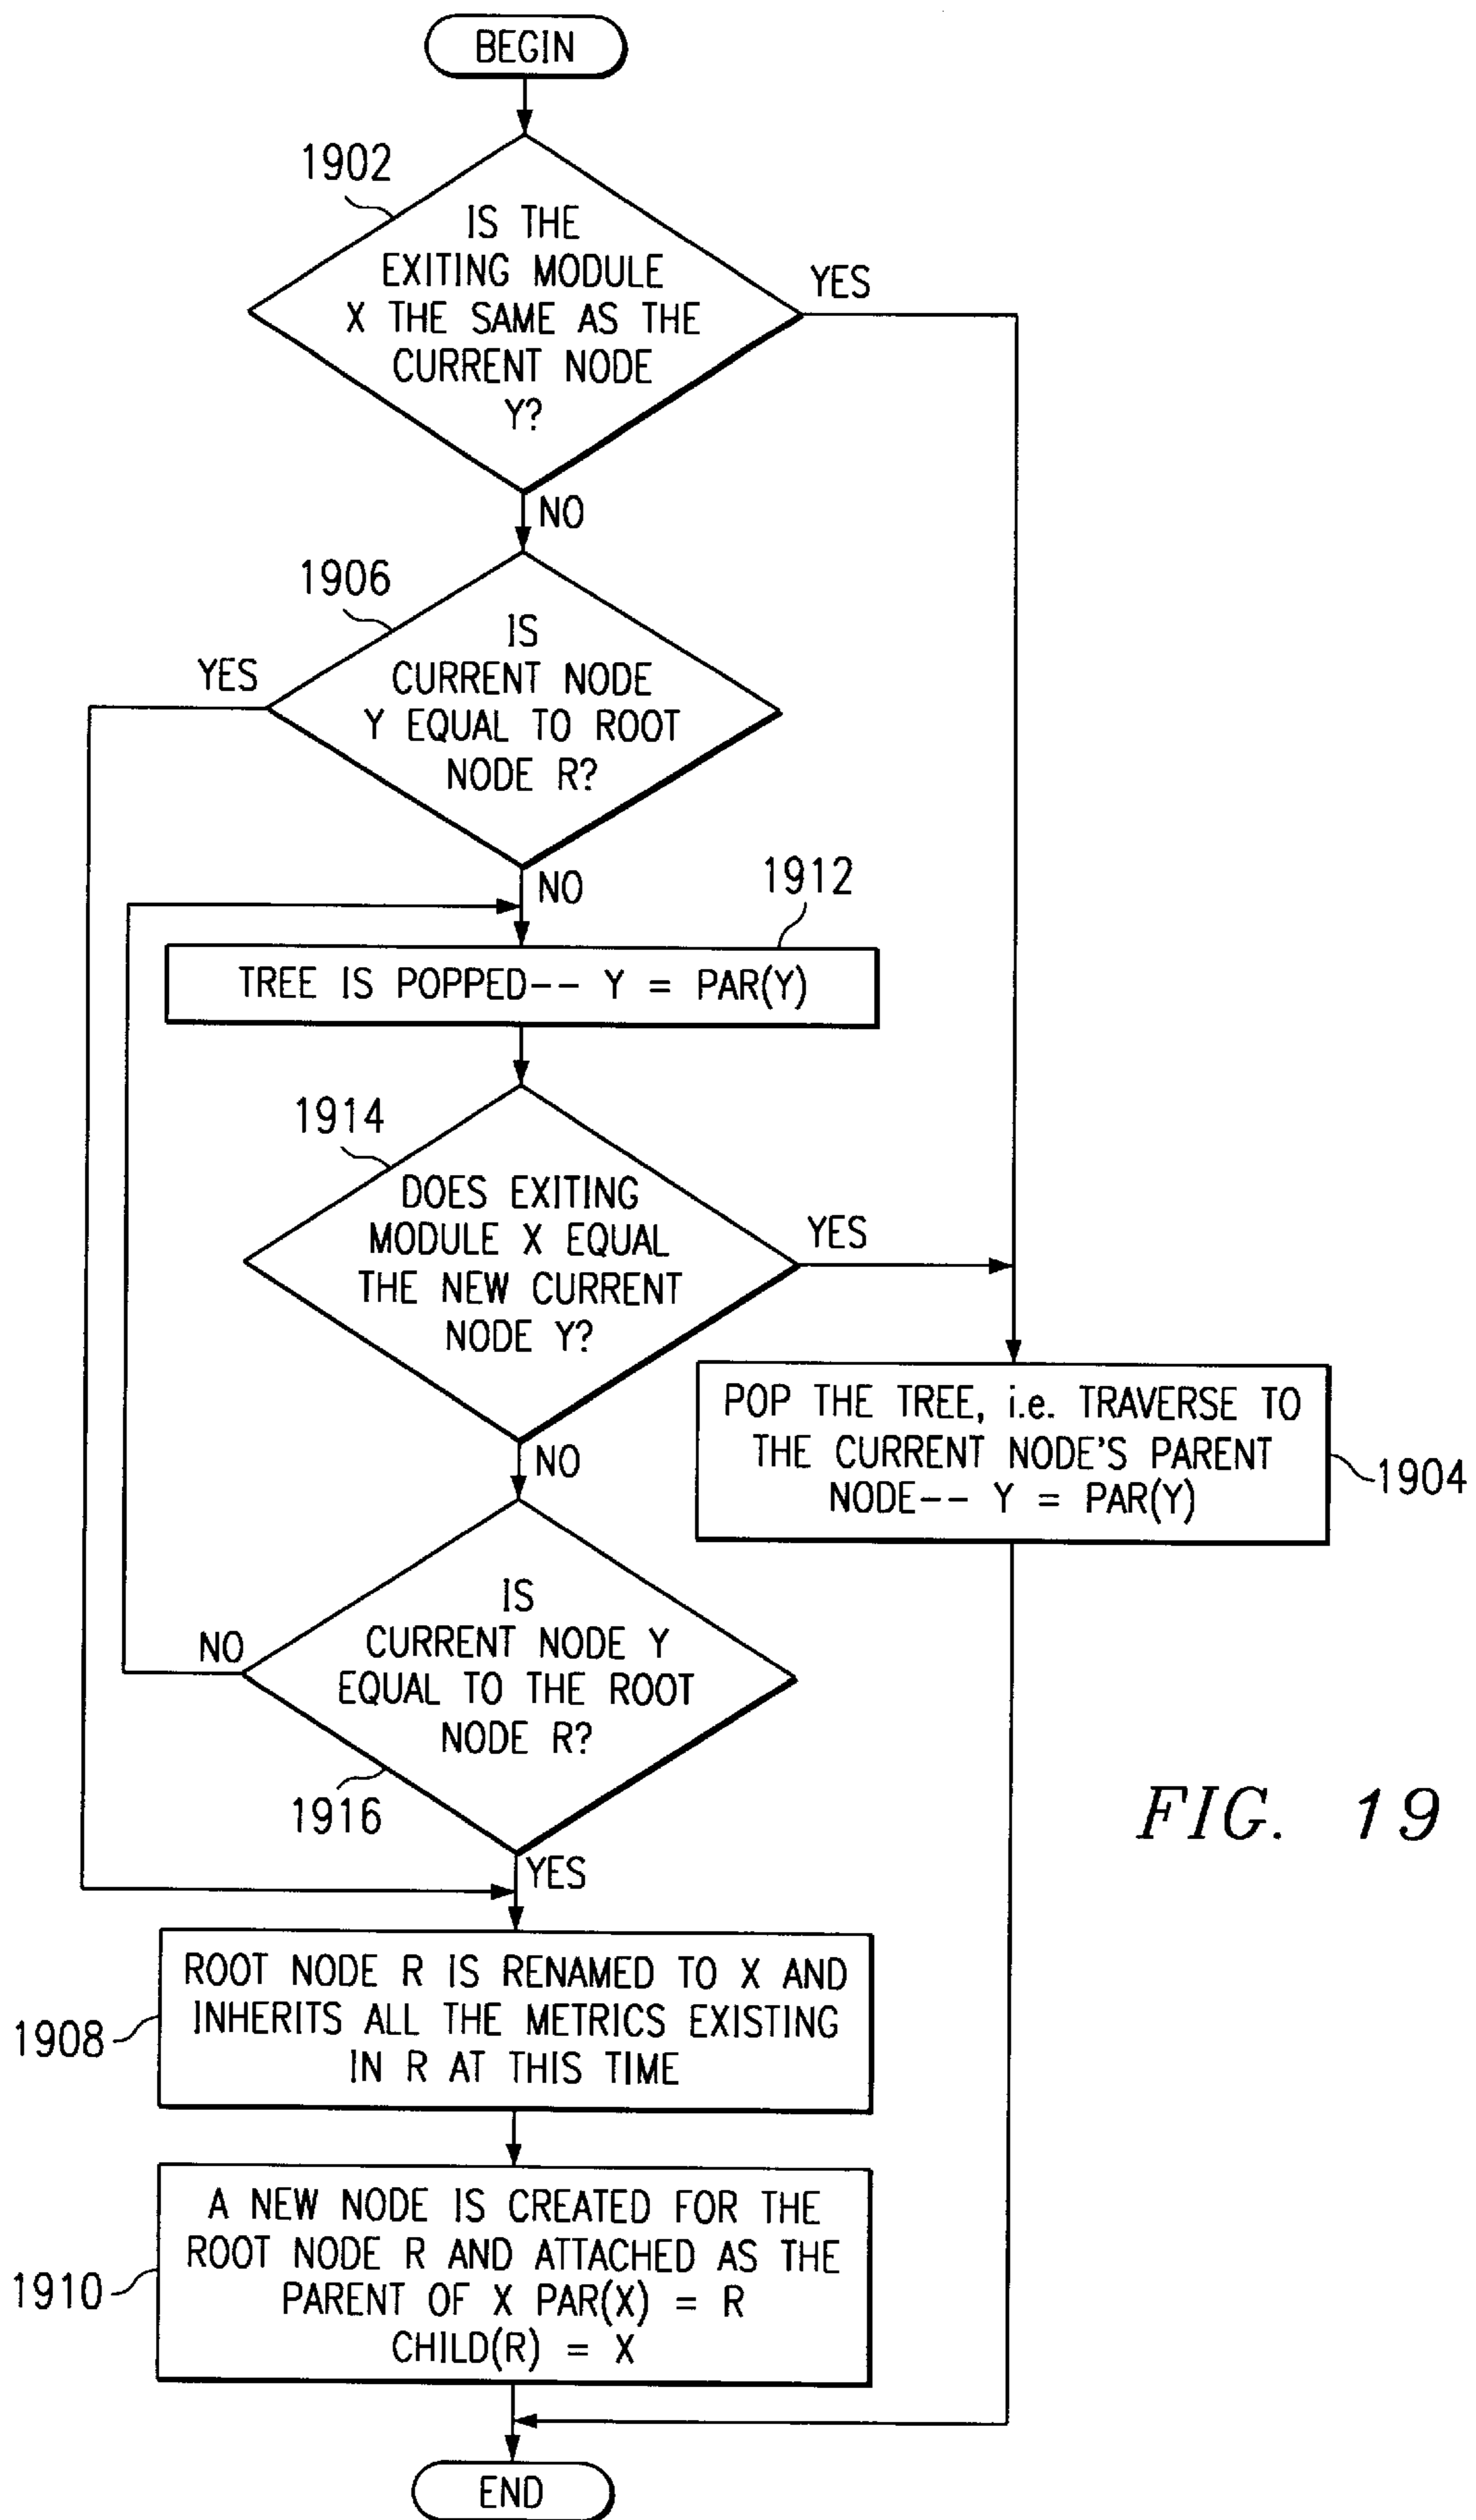 BEGIN
1902
IS THE
EXITING MODULE
X THE SAME AS THE
CURRENT NODE
Y?
YES
NO
1906
IS
CURRENT NODE
Y EQUAL TO ROOT
NODE R?
YES
NO
1912
TREE IS POPPED-- Y = PAR(Y)
1914
DOES EXITING
MODULE X EQUAL
THE NEW CURRENT
NODE Y?
YES
NO
POP THE TREE, i.e. TRAVERSE TO
THE CURRENT NODE'S PARENT
NODE-- Y = PAR(Y)
1904
IS
CURRENT NODE Y
EQUAL TO THE ROOT
NODE R?
NO
1916
YES
FIG. 19
ROOT NODE R IS RENAMED TO X AND
INHERITS ALL THE METRICS EXISTING
IN R AT THIS TIME
1908
A NEW NODE IS CREATED FOR THE
ROOT NODE R AND ATTACHED AS THE
PARENT OF X PAR(X) = R
CHILD(R) = X
1910
END